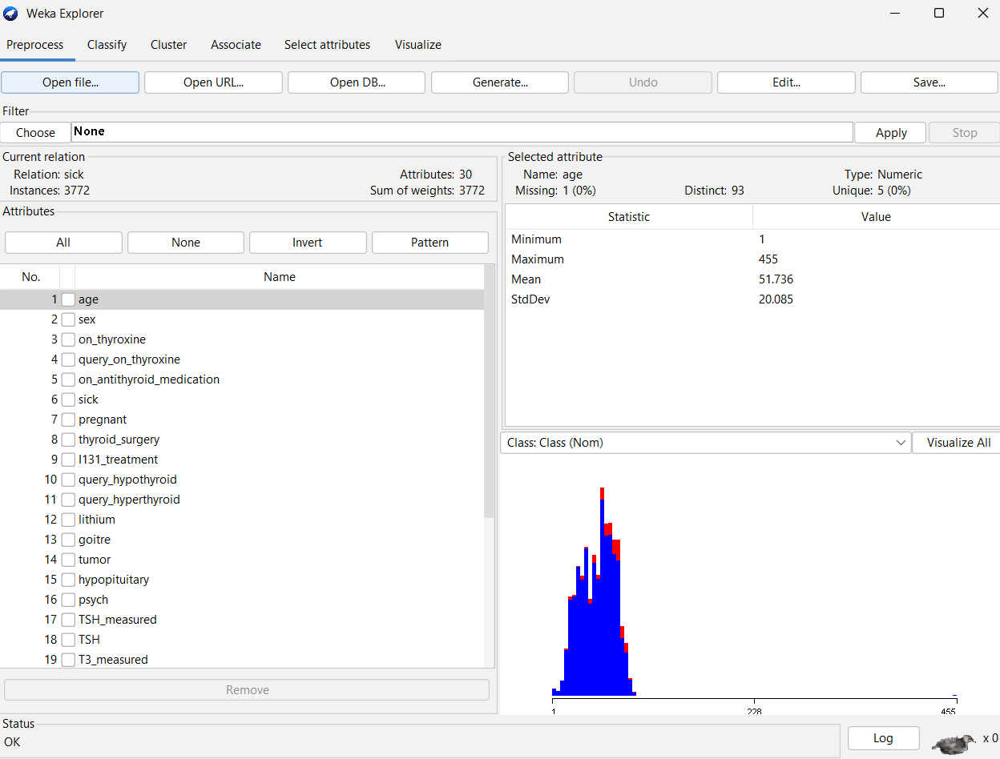 Weka Explorer
Preprocess Classify Cluster Associate Select attributes Visualize
Open file... Open URL... Open DB... Generate... Undo Edit... Save...
Filter
Choose None Apply Stop
Current relation
Relation: sick Attributes: 30
Instances: 3772 Sum of weights: 3772
Attributes
All None Invert Pattern
No. Name
1 age
2 sex
3 on_thyroxine
4 query_on_thyroxine
5 on_antithyroid_medication
6 sick
7 pregnant
8 thyroid_surgery
9 I131_treatment
10 query_hypothyroid
11 query_hyperthyroid
12 lithium
13 goitre
14 tumor
15 hypopituitary
16 psych
17 TSH_measured
18 TSH
19 T3_measured
Remove
Selected attribute
Name: age Type: Numeric
Missing: 1 (0%) Distinct: 93 Unique: 5 (0%)
Statistic Value
Minimum 1
Maximum 455
Mean 51.736
StdDev 20.085
Class: Class (Nom) Visualize All
1 228 455
Status
OK
Log x 0